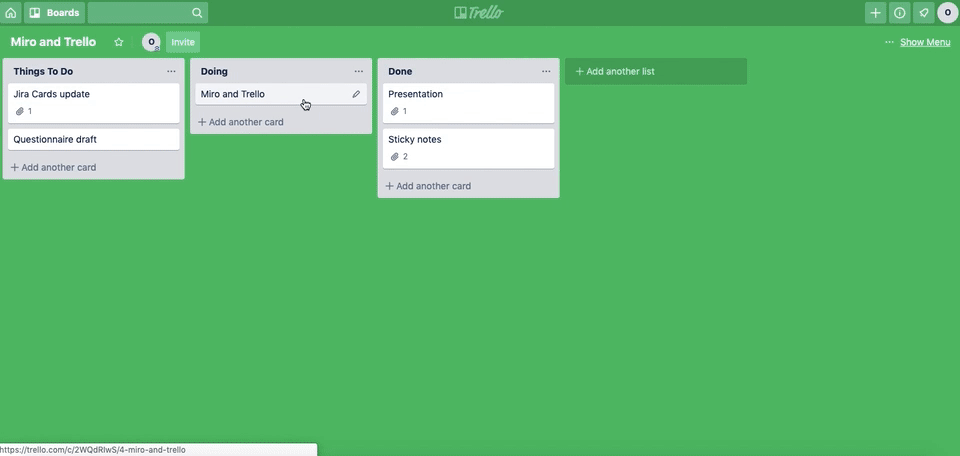 Boards
Trello
O
Miro and Trello
O
Invite
Show Menu
Things To Do
Jira Cards update
1
Questionnaire draft
+ Add another card
Doing
Miro and Trello
+ Add another card
Done
Presentation
1
Sticky notes
2
+ Add another card
+ Add another list
https://trello.com/c/2WQdRlwS/4-miro-and-trello